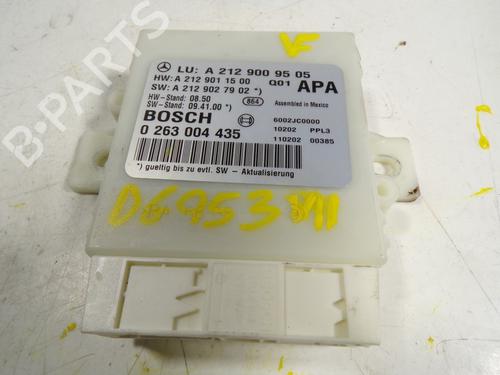 LU: A 212 900 95 05
HW: A 212 901 15 00 Q01 APA
SW: A 212 902 79 02 *)
HW-Stand: 08.50
SW-Stand: 09.41.00 *) 864 Assembled in Mexico
BOSCH 6002JC0000
0 263 004 435 10202 PPL3
110202 00385
*) gueltig bis zu evtl. SW - Aktualisierung
D6953